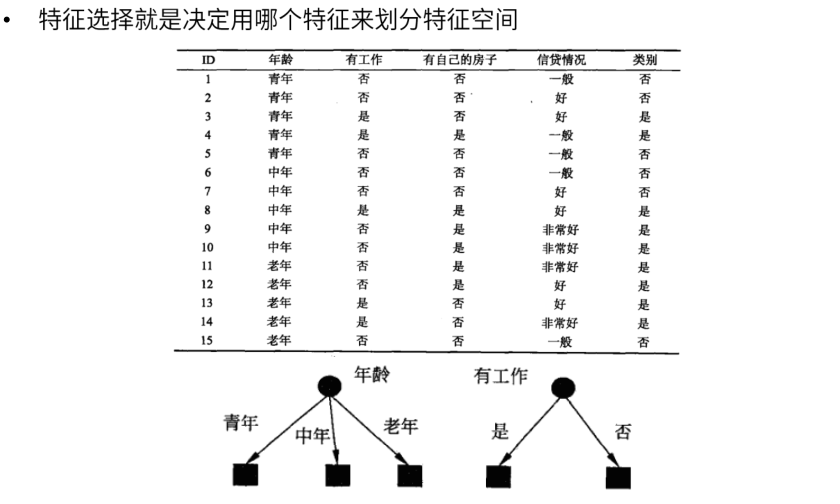 • 特征选择就是决定用哪个特征来划分特征空间
ID 年龄 有工作 有自己的房子 信贷情况 类别
1 青年 否 否 一般 否
2 青年 否 否 好 否
3 青年 是 否 好 是
4 青年 是 是 一般 是
5 青年 否 否 一般 否
6 中年 否 否 一般 否
7 中年 否 否 好 否
8 中年 是 是 好 是
9 中年 否 是 非常好 是
10 中年 否 是 非常好 是
11 老年 否 是 非常好 是
12 老年 否 是 好 是
13 老年 是 否 好 是
14 老年 是 否 非常好 是
15 老年 否 否 一般 否
年龄 有工作
青年 中年 老年 是 否